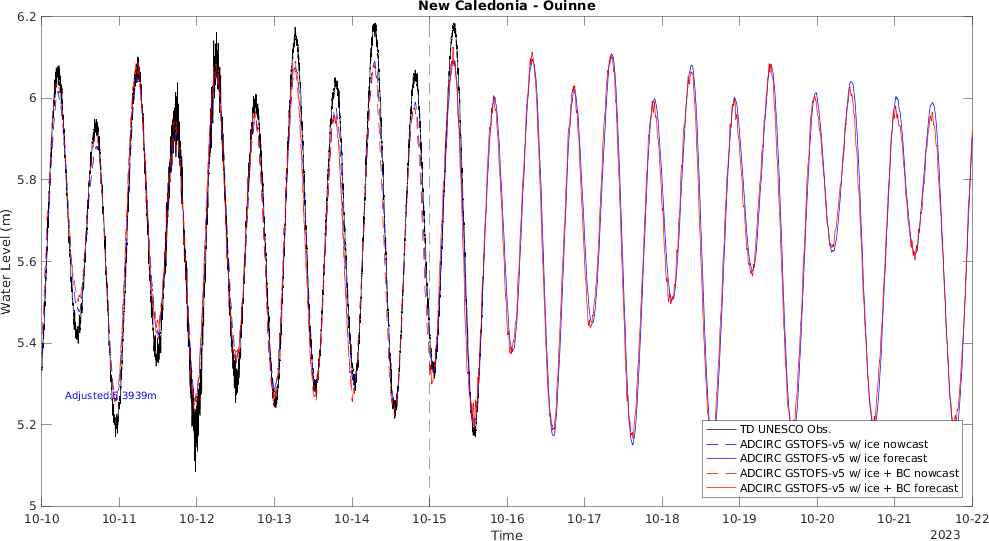 New Caledonia - Ouinne
6.2
6
5.8
5.6
5.4
5.2
5
Water Level (m)
Adjusted: 3939m
TD UNESCO Obs.
ADCIRC GSTOFS-v5 w/ ice nowcast
ADCIRC GSTOFS-v5 w/ ice forecast
ADCIRC GSTOFS-v5 w/ ice + BC nowcast
ADCIRC GSTOFS-v5 w/ ice + BC forecast
10-10 10-11 10-12 10-13 10-14 10-15 10-16 10-17 10-18 10-19 10-20 10-21 10-22
Time
2023